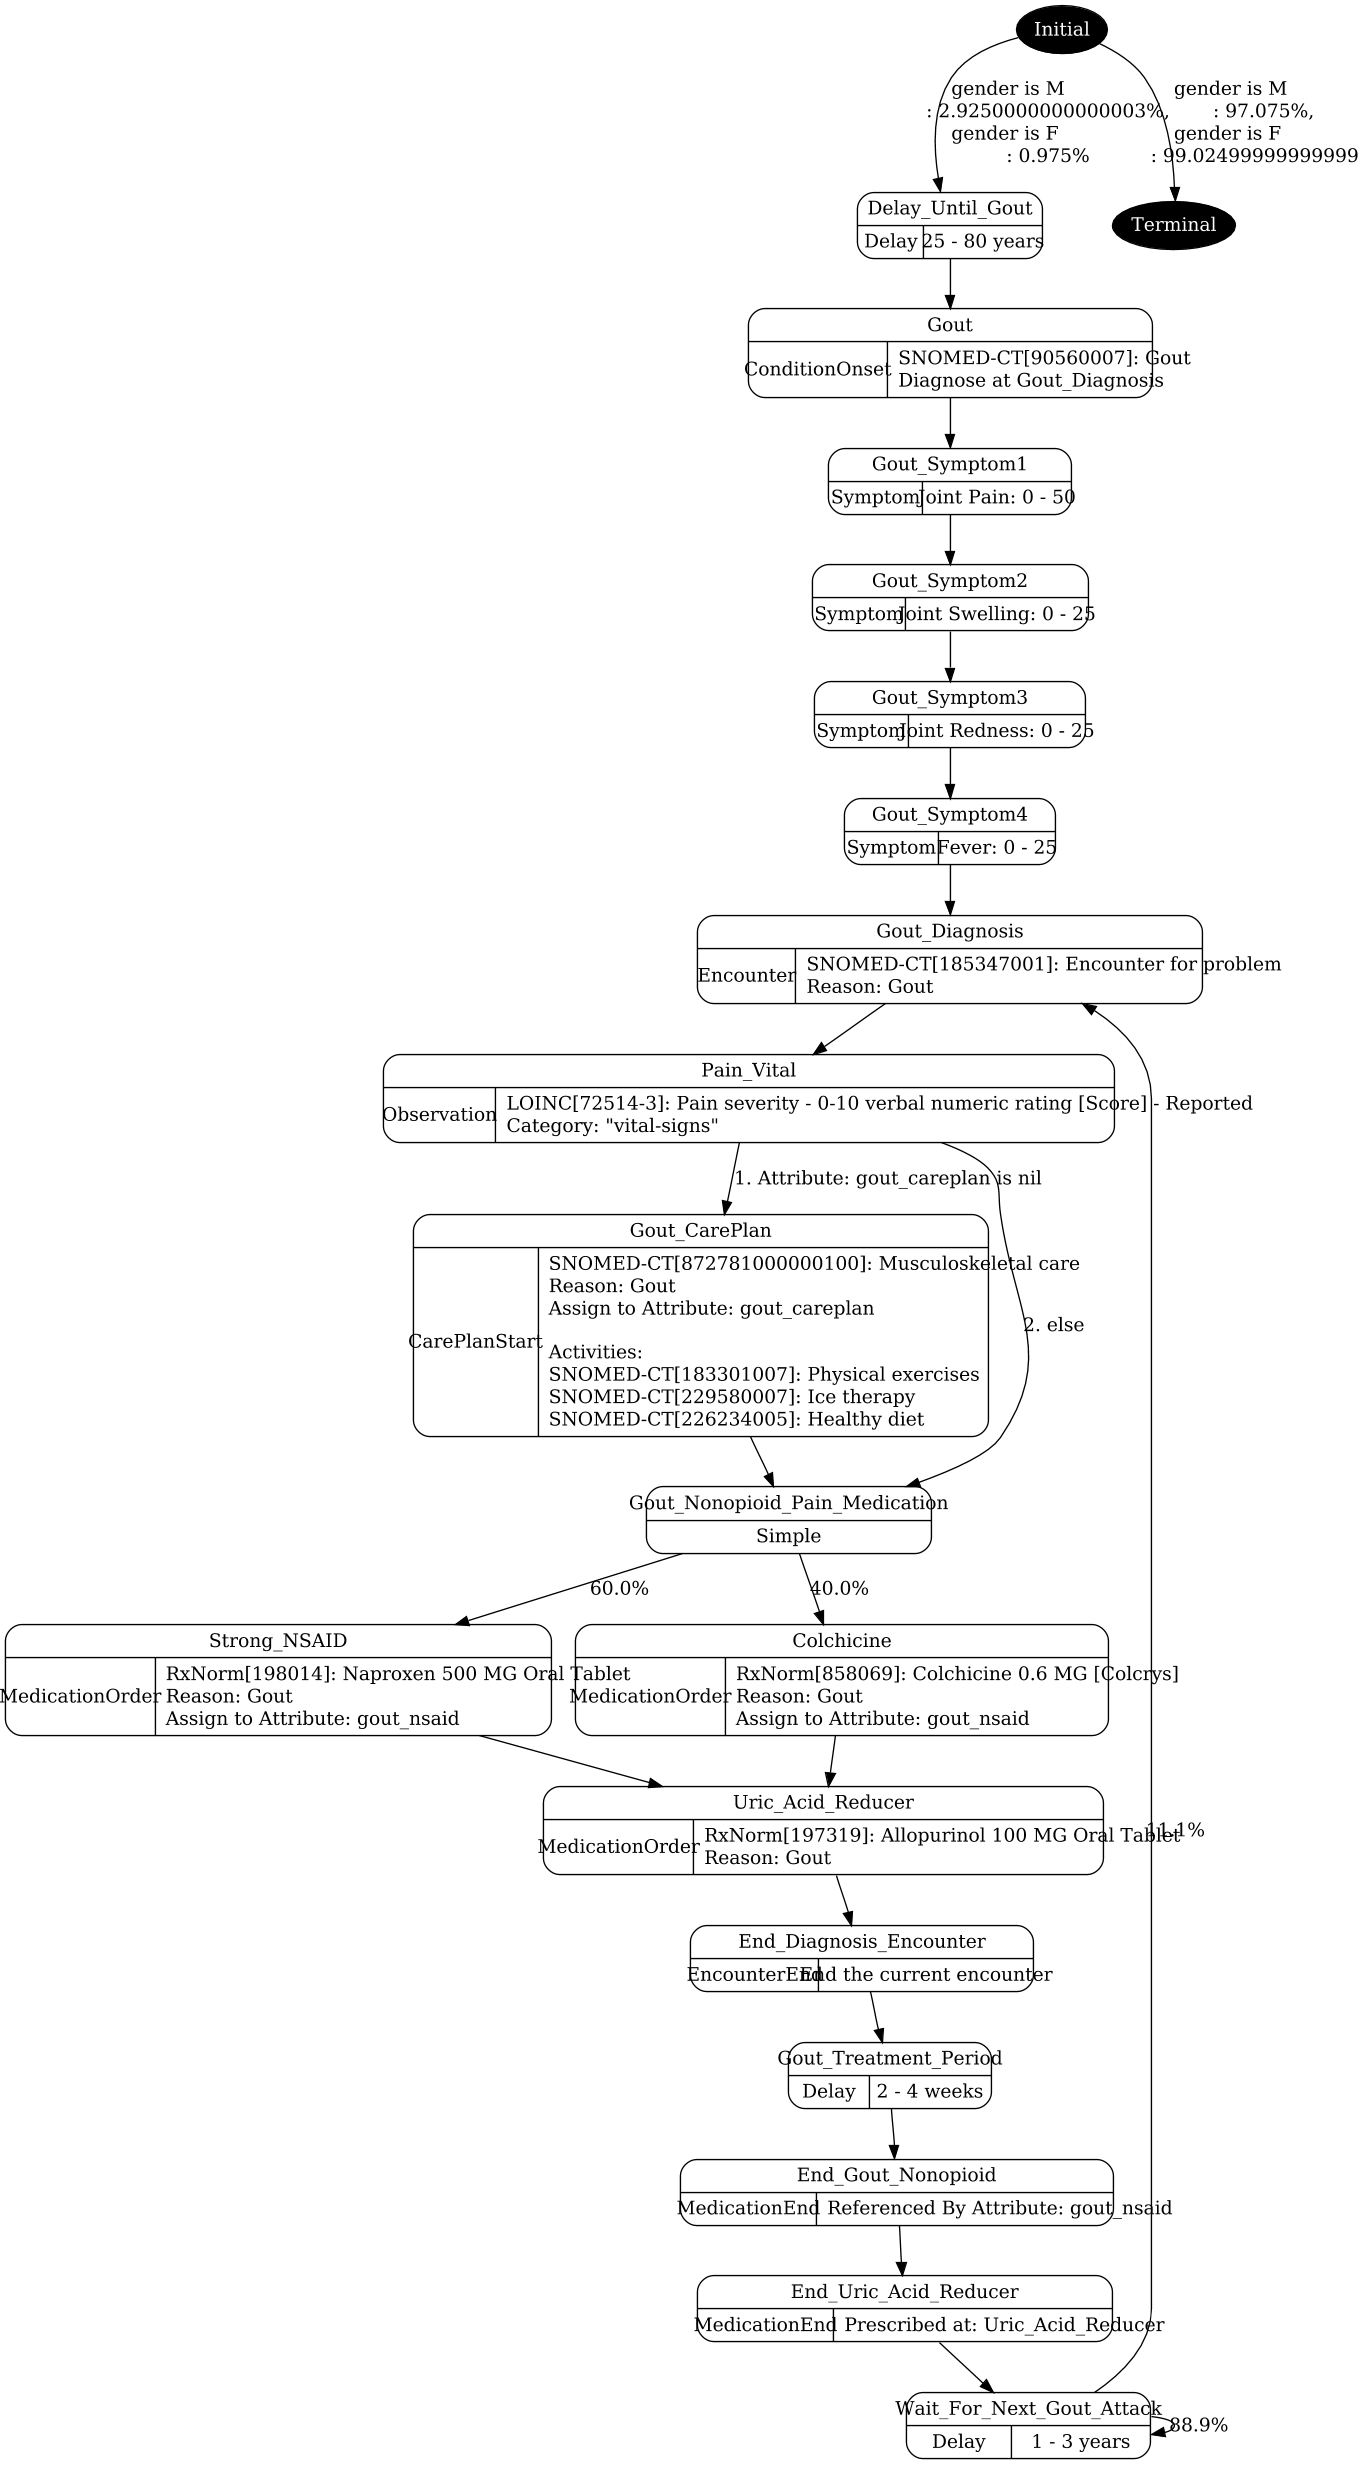 Initial
gender is M
: 2.9250000000000003%,
gender is F
: 0.975%
gender is M
: 97.075%,
gender is F
: 99.02499999999999
Delay_Until_Gout
Delay
25 - 80 years
Terminal
Gout
ConditionOnset
SNOMED-CT[90560007]: Gout
Diagnose at Gout_Diagnosis
Gout_Symptom1
Symptom
Joint Pain: 0 - 50
Gout_Symptom2
Symptom
Joint Swelling: 0 - 25
Gout_Symptom3
Symptom
Joint Redness: 0 - 25
Gout_Symptom4
Symptom
Fever: 0 - 25
Gout_Diagnosis
Encounter
SNOMED-CT[185347001]: Encounter for problem
Reason: Gout
Pain_Vital
Observation
LOINC[72514-3]: Pain severity - 0-10 verbal numeric rating [Score] - Reported
Category: "vital-signs"
1. Attribute: gout_careplan is nil
Gout_CarePlan
CarePlanStart
SNOMED-CT[872781000000100]: Musculoskeletal care
Reason: Gout
Assign to Attribute: gout_careplan
Activities:
SNOMED-CT[183301007]: Physical exercises
SNOMED-CT[229580007]: Ice therapy
SNOMED-CT[226234005]: Healthy diet
2. else
Gout_Nonopioid_Pain_Medication
Simple
60.0%
40.0%
Strong_NSAID
MedicationOrder
RxNorm[198014]: Naproxen 500 MG Oral Tablet
Reason: Gout
Assign to Attribute: gout_nsaid
Colchicine
MedicationOrder
RxNorm[858069]: Colchicine 0.6 MG [Colcrys]
Reason: Gout
Assign to Attribute: gout_nsaid
Uric_Acid_Reducer
MedicationOrder
RxNorm[197319]: Allopurinol 100 MG Oral Tablet
Reason: Gout
11.1%
End_Diagnosis_Encounter
EncounterEnd
End the current encounter
Gout_Treatment_Period
Delay
2 - 4 weeks
End_Gout_Nonopioid
MedicationEnd
Referenced By Attribute: gout_nsaid
End_Uric_Acid_Reducer
MedicationEnd
Prescribed at: Uric_Acid_Reducer
Wait_For_Next_Gout_Attack
Delay
1 - 3 years
88.9%